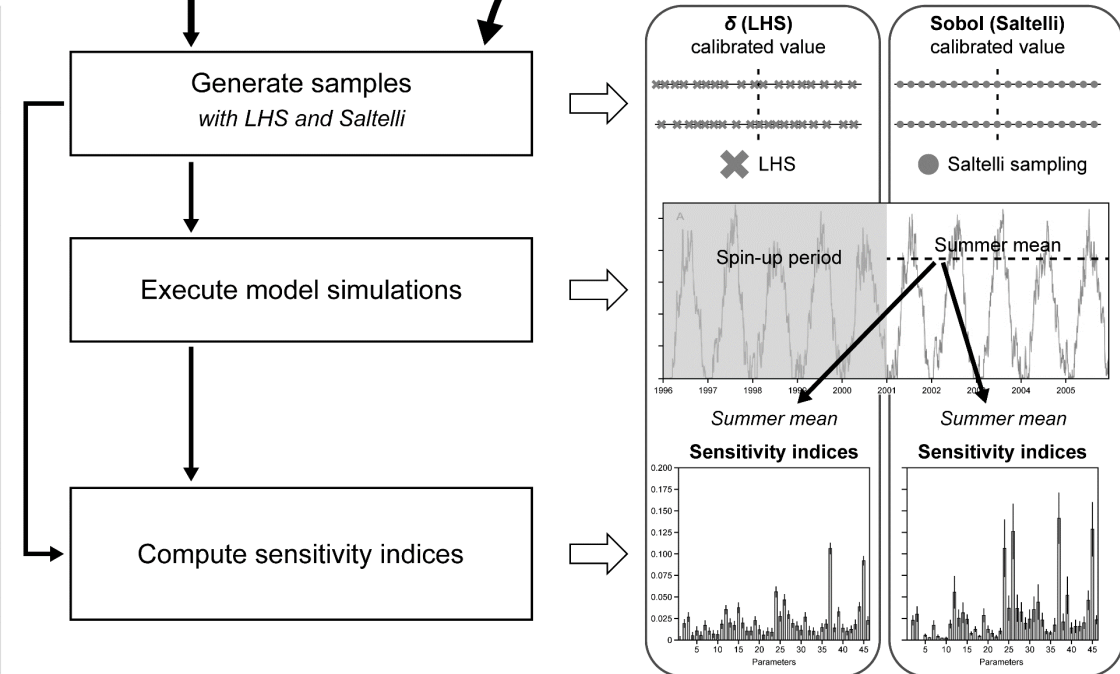 Generate samples
with LHS and Saltelli
Execute model simulations
Compute sensitivity indices
δ (LHS)
calibrated value
LHS
Sobol (Saltelli)
calibrated value
Saltelli sampling
A
Spin-up period
Summer mean
1996 1997 1998 1999 2000 2001 2002 2004 2005
Summer mean
Summer mean
Sensitivity indices
0.200
0.175
0.150
0.125
0.100
0.075
0.050
0.025
0
5 10 15 20 25 30 35 40 45
Parameters
Sensitivity indices
5 10 15 20 25 30 35 40 45
Parameters